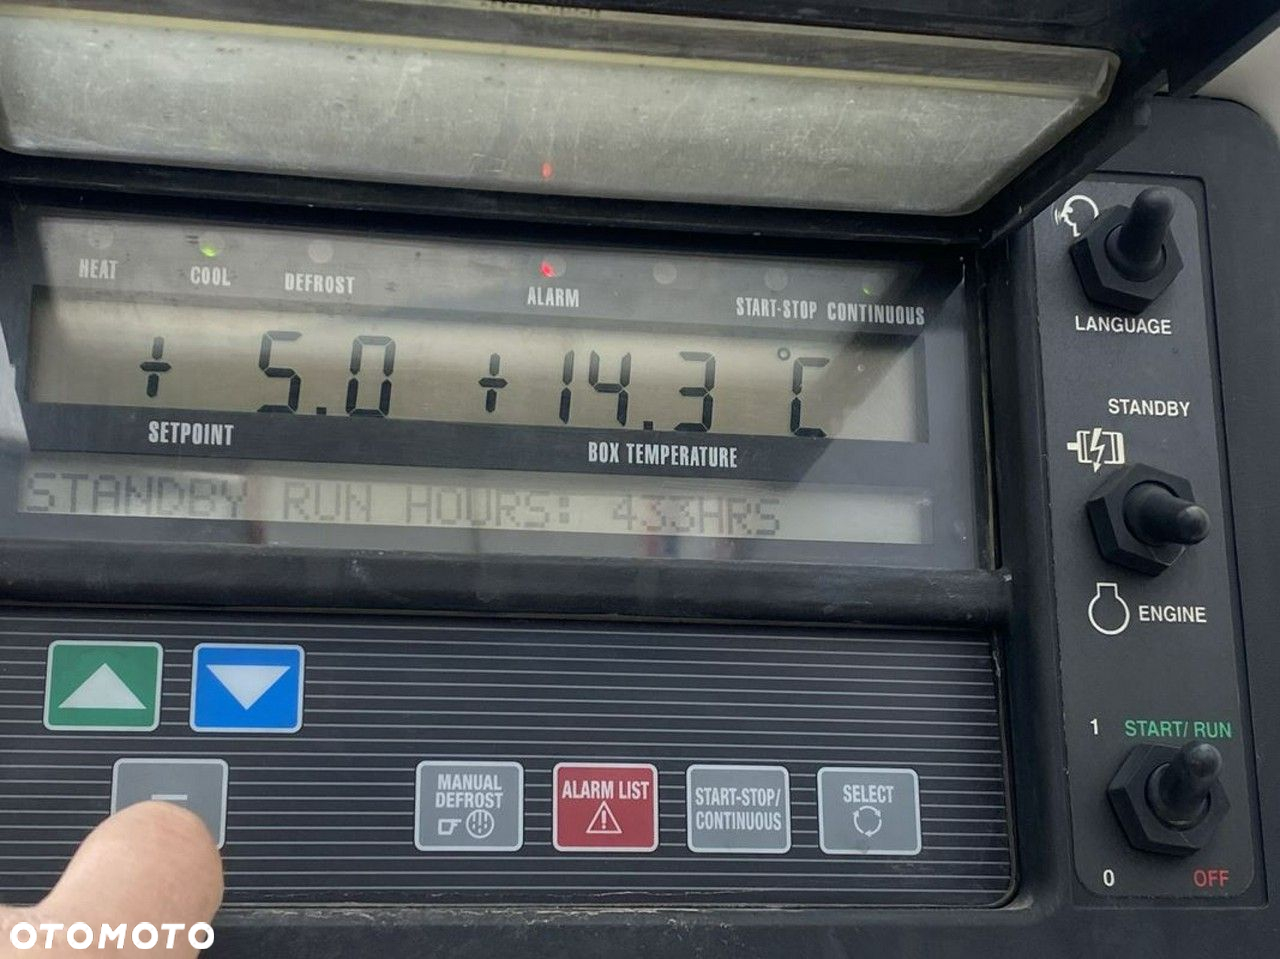 HEAT COOL DEFROST ALARM START-STOP CONTINUOUS
+ 5.0 +14.3 °C
SETPOINT BOX TEMPERATURE
STANDBY RUN HOURS: 433HRS
MANUAL DEFROST
ALARM LIST
START-STOP/
CONTINUOUS
SELECT
LANGUAGE
STANDBY
ENGINE
1 START/RUN
0 OFF
OTOMOTO